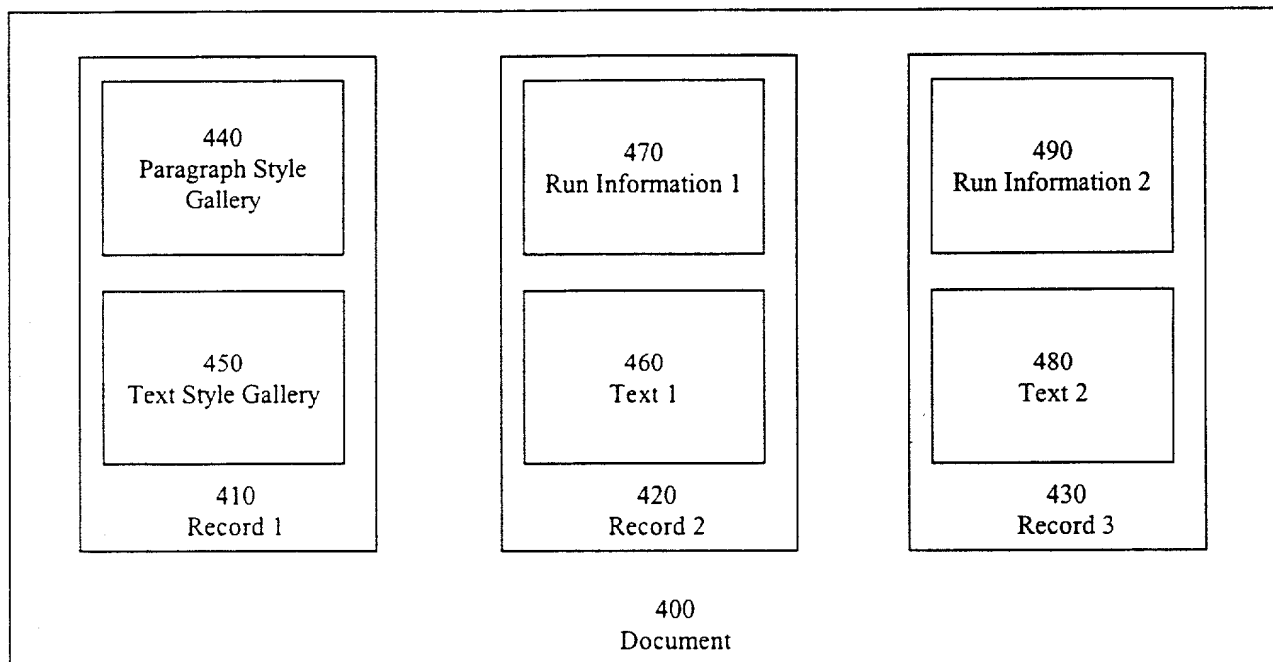 440
Paragraph Style
Gallery
450
Text Style Gallery
410
Record 1
470
Run Information 1
460
Text 1
420
Record 2
490
Run Information 2
480
Text 2
430
Record 3
400
Document